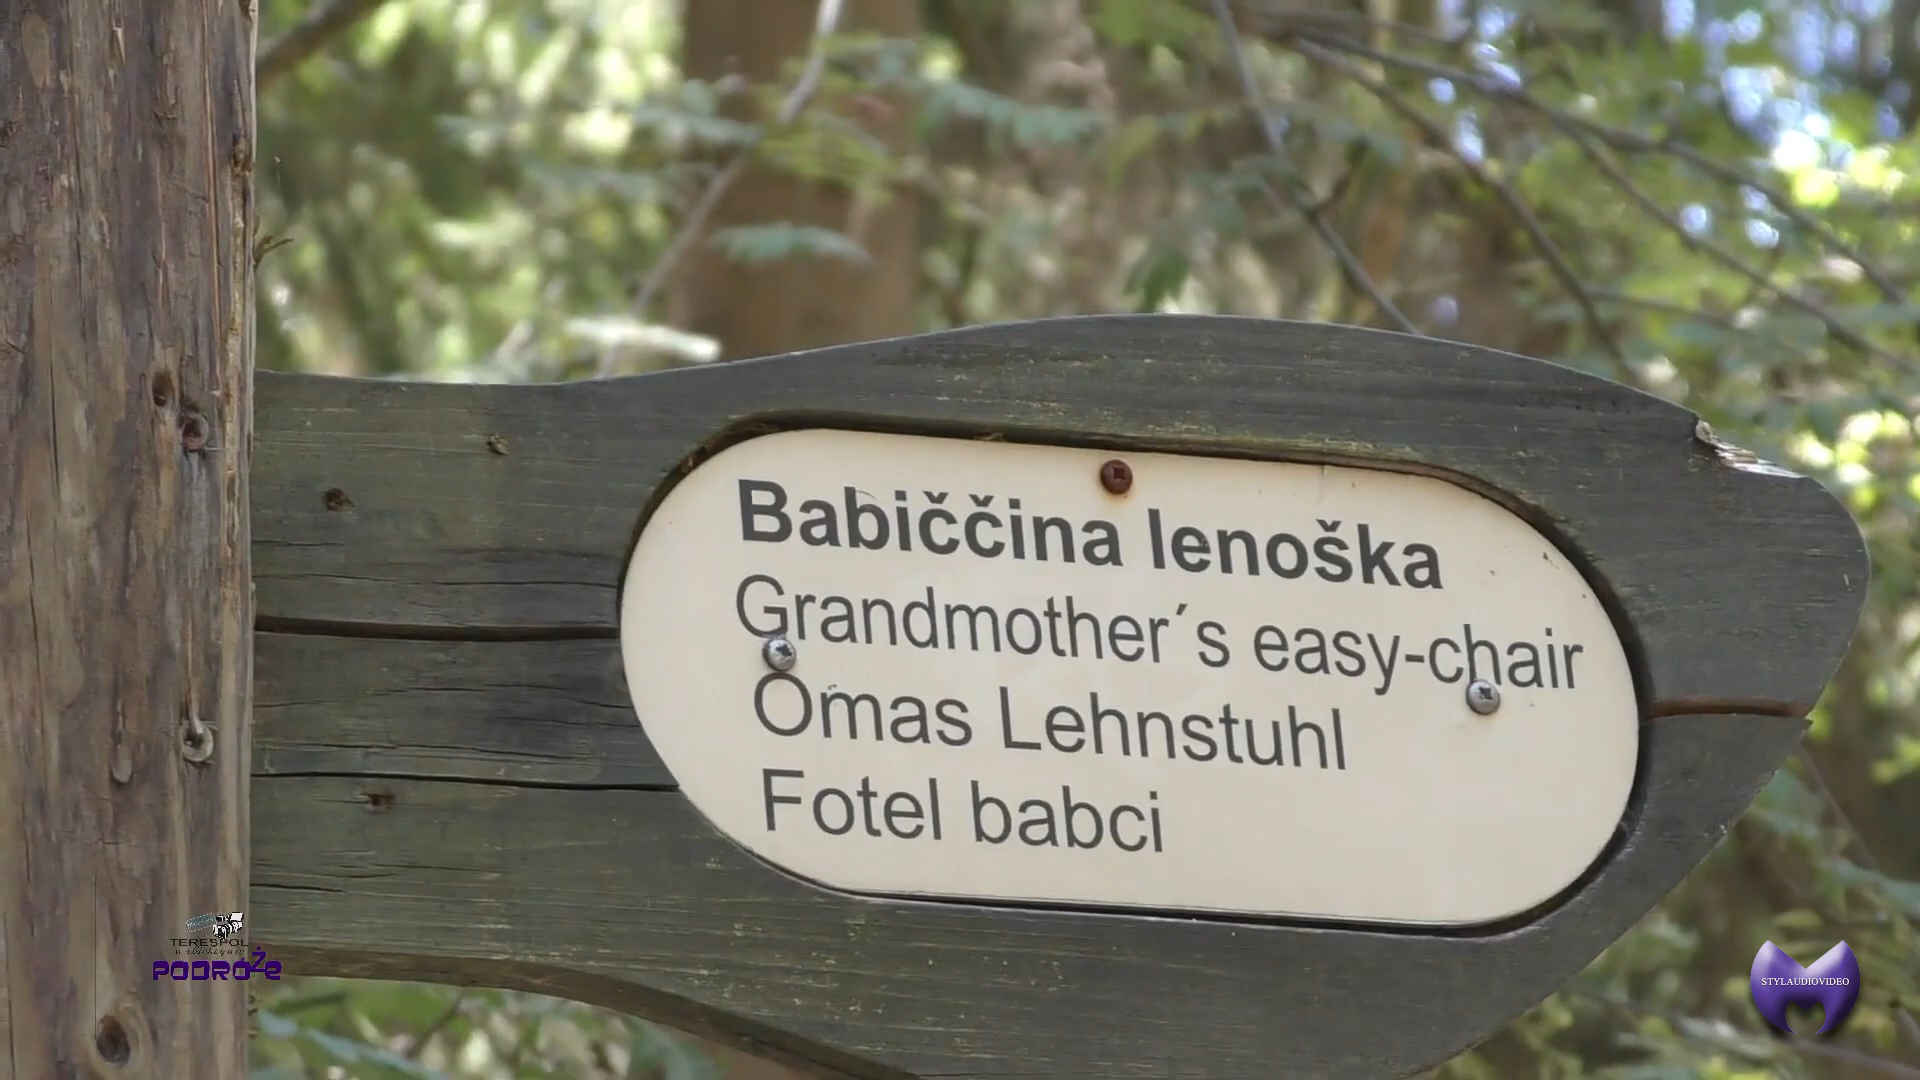 Babiččina lenoška
Grandmother´s easy-chair
Omas Lehnstuhl
Fotel babci
TERESPOL
PODRÓŻE
STYLAUDIOVIDEO